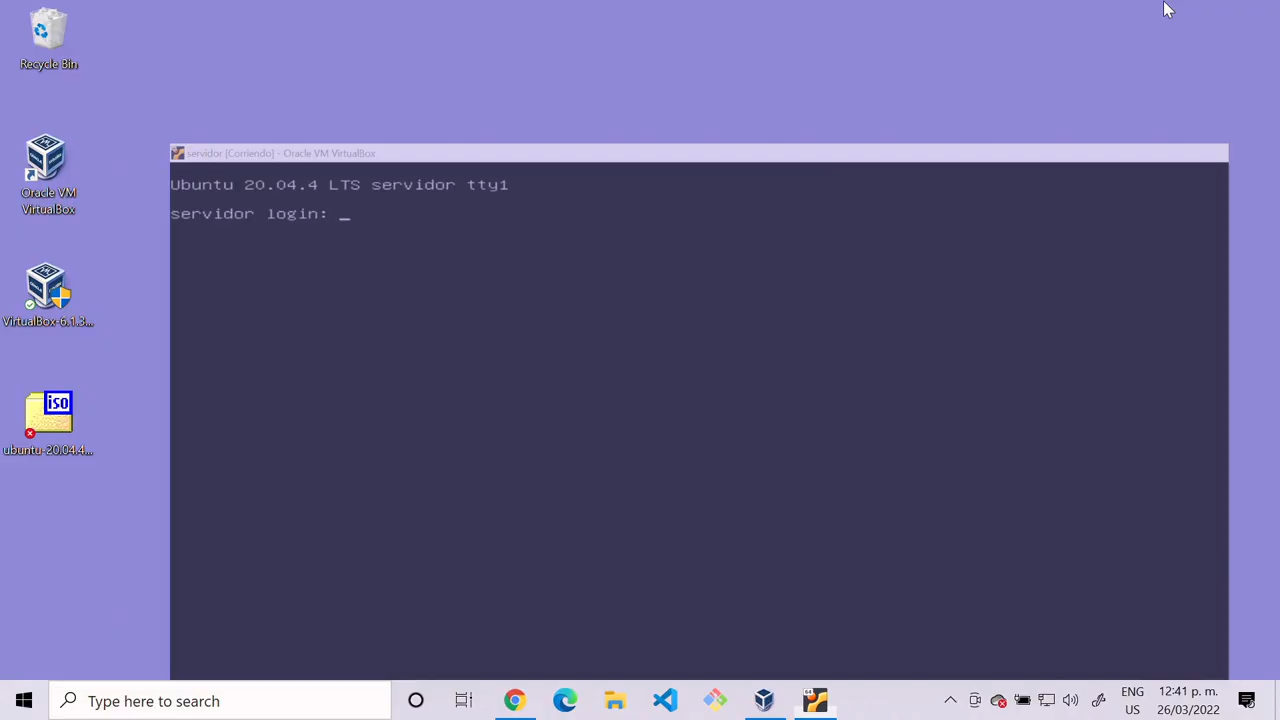 Recycle Bin
Oracle VM
VirtualBox
VirtualBox-6.1.3...
iso
ubuntu-20.04.4...
servidor [Corriendo] - Oracle VM VirtualBox
Ubuntu 20.04.4 LTS servidor tty1
servidor login: _
Type here to search
64
ENG
US
12:41 p. m.
26/03/2022